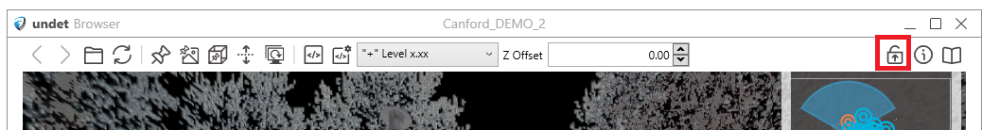 undet Browser
Canford_DEMO_2
</> </> "+" Level x.xx Z Offset 0.00